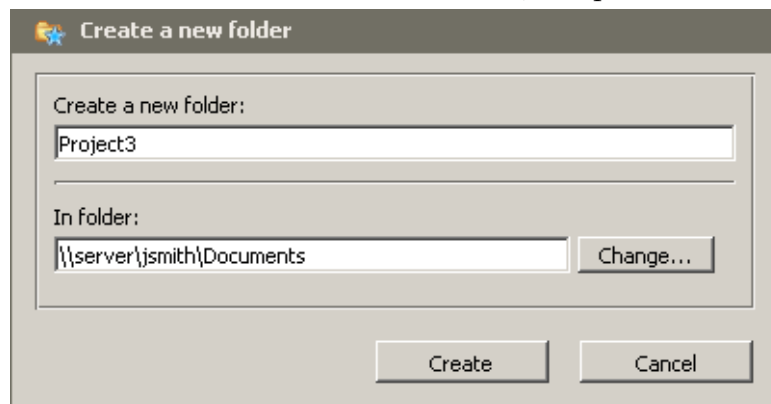 Create a new folder
Create a new folder:
Project3
In folder:
\\server\jsmith\Documents
Change...
Create
Cancel